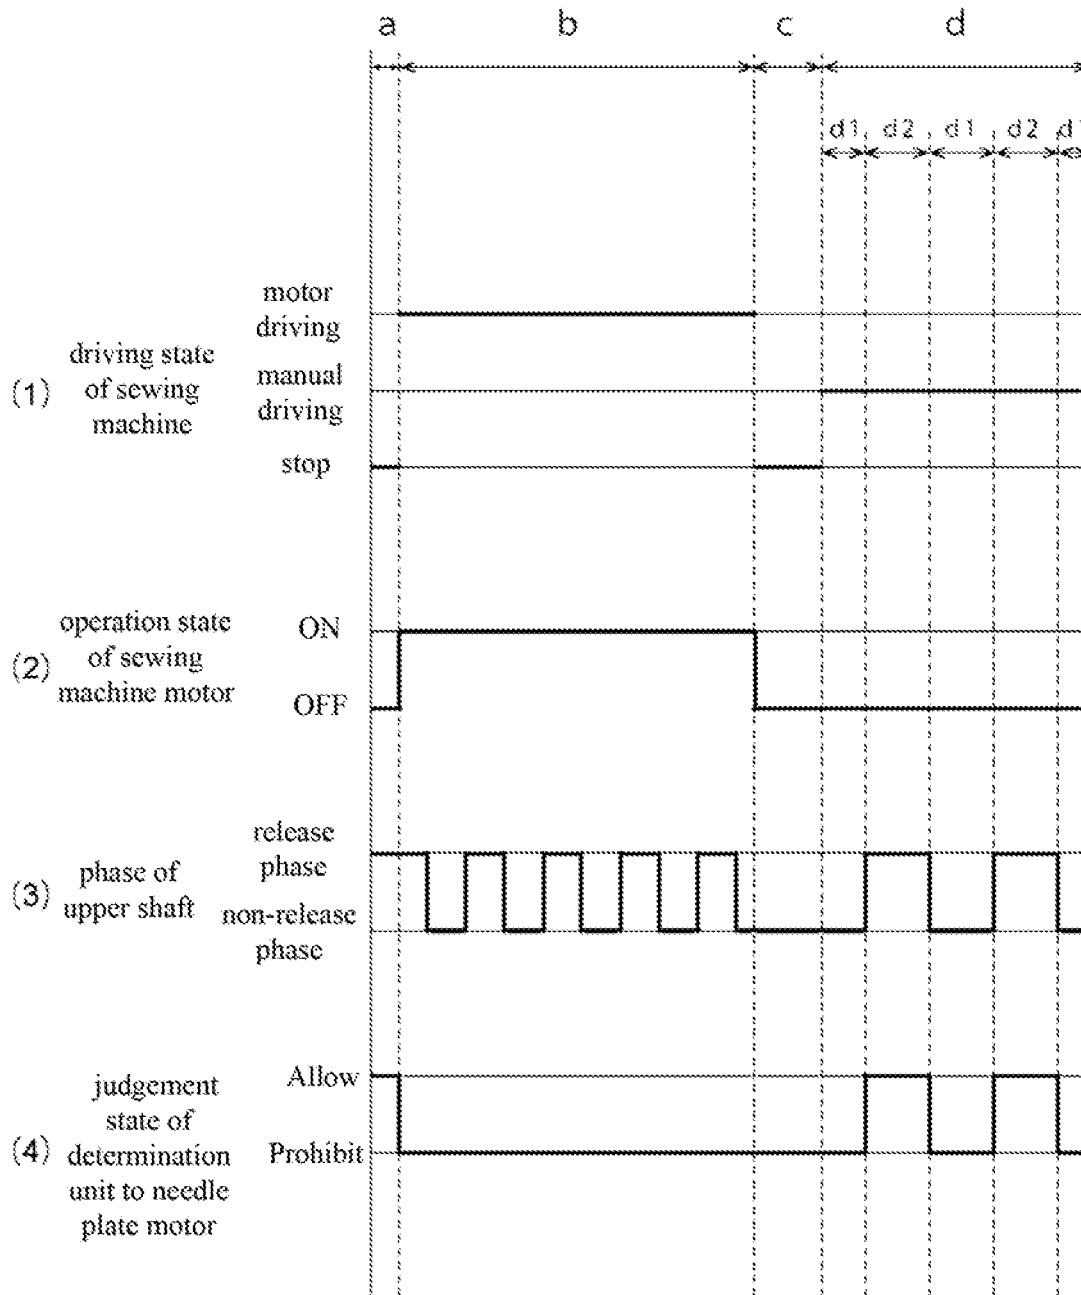 a b c d
d1 d2 d1 d2 d1
(1) driving state
of sewing
machine
motor
driving
manual
driving
stop
(2) operation state
of sewing
machine motor
ON
OFF
(3) phase of
upper shaft
release
phase
non-release
phase
(4) judgement
state of
determination
unit to needle
plate motor
Allow
Prohibit